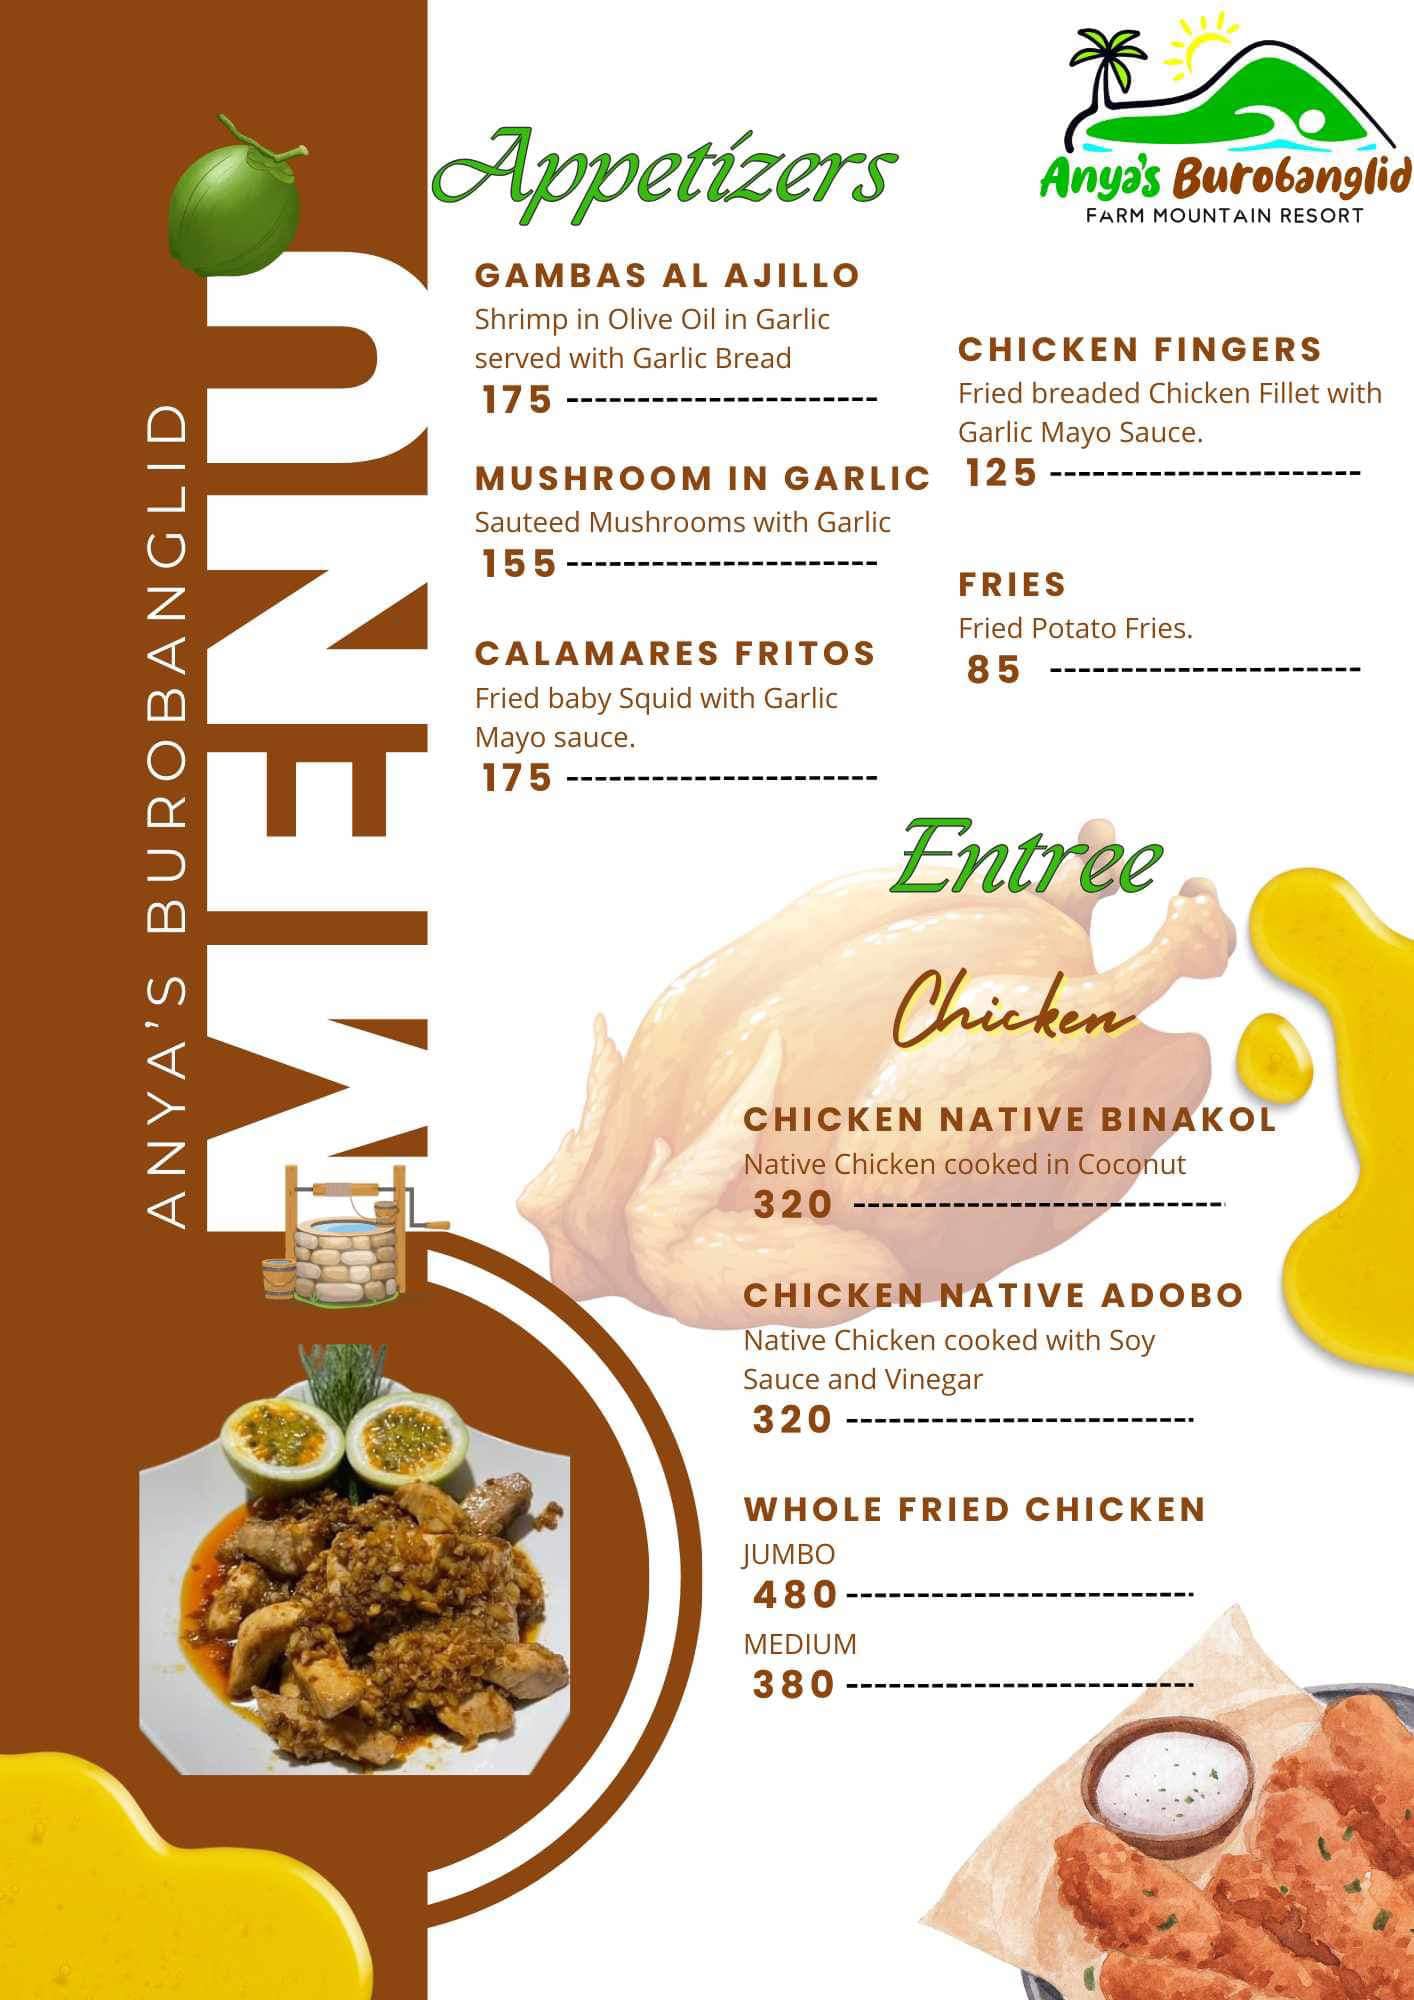 Anya's Burobanglid
FARM MOUNTAIN RESORT
ANYA'S BUROBANGLID
MENU
Appetizers
GAMBAS AL AJILLO
Shrimp in Olive Oil in Garlic
served with Garlic Bread
175 ----------------------
MUSHROOM IN GARLIC
Sauteed Mushrooms with Garlic
155 ----------------------
CALAMARES FRITOS
Fried baby Squid with Garlic
Mayo sauce.
175 ----------------------
CHICKEN FINGERS
Fried breaded Chicken Fillet with
Garlic Mayo Sauce.
125 ----------------------
FRIES
Fried Potato Fries.
85 ----------------------
Entree
Chicken
CHICKEN NATIVE BINAKOL
Native Chicken cooked in Coconut
320 --------------------------
CHICKEN NATIVE ADOBO
Native Chicken cooked with Soy
Sauce and Vinegar
320 -------------------------
WHOLE FRIED CHICKEN
JUMBO
480 -------------------------
MEDIUM
380 -------------------------